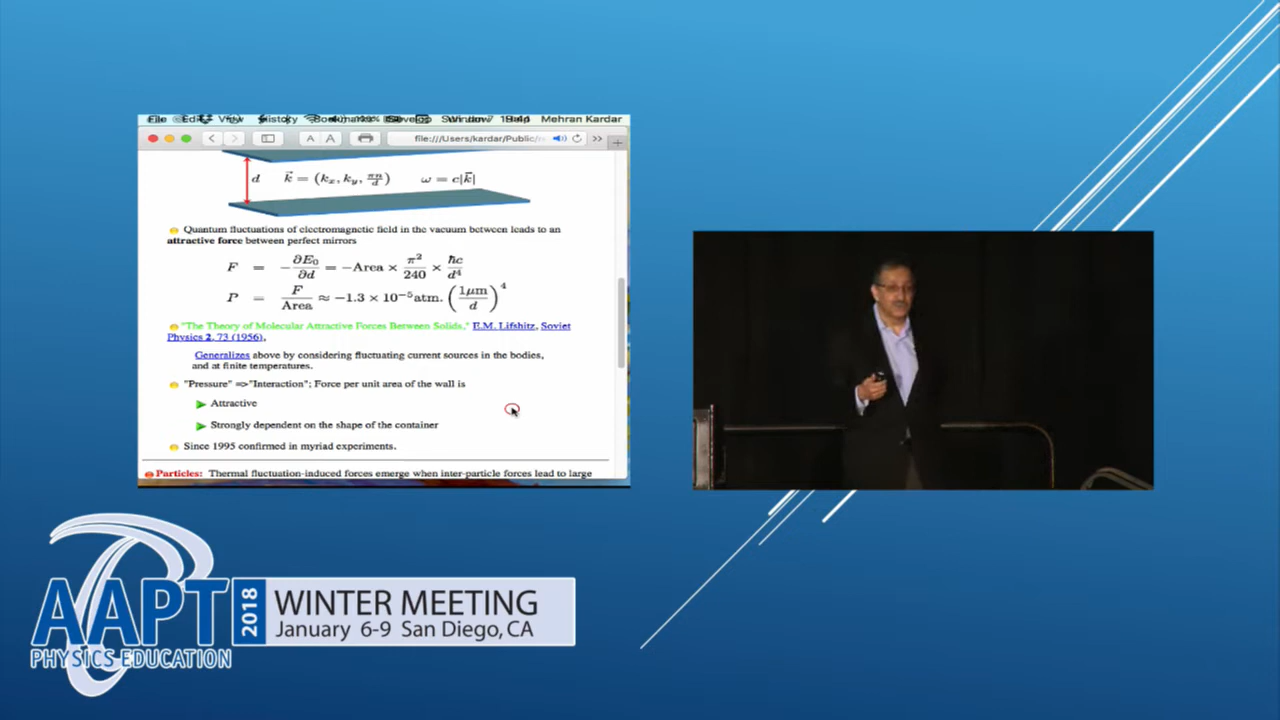 Mehran Kardar
file:///Users/kardar/Public/
A A
d k⃗ = (kx, ky, πn/d) ω = c|k⃗|
Quantum fluctuations of electromagnetic field in the vacuum between leads to an
attractive force between perfect mirrors
F = −∂E₀/∂d = −Area × π²/240 × ħc/d⁴
P = F/Area ≈ −1.3 × 10⁻⁵atm. (1μm/d)⁴
"The Theory of Molecular Attractive Forces Between Solids," E.M. Lifshitz, Soviet
Physics 2, 73 (1956),
Generalizes above by considering fluctuating current sources in the bodies,
and at finite temperatures.
"Pressure" =>"Interaction"; Force per unit area of the wall is
Attractive
Strongly dependent on the shape of the container
Since 1995 confirmed in myriad experiments.
Particles: Thermal fluctuation-induced forces emerge when inter-particle forces lead to large
AAPT
PHYSICS EDUCATION
2018
WINTER MEETING
January 6-9 San Diego, CA